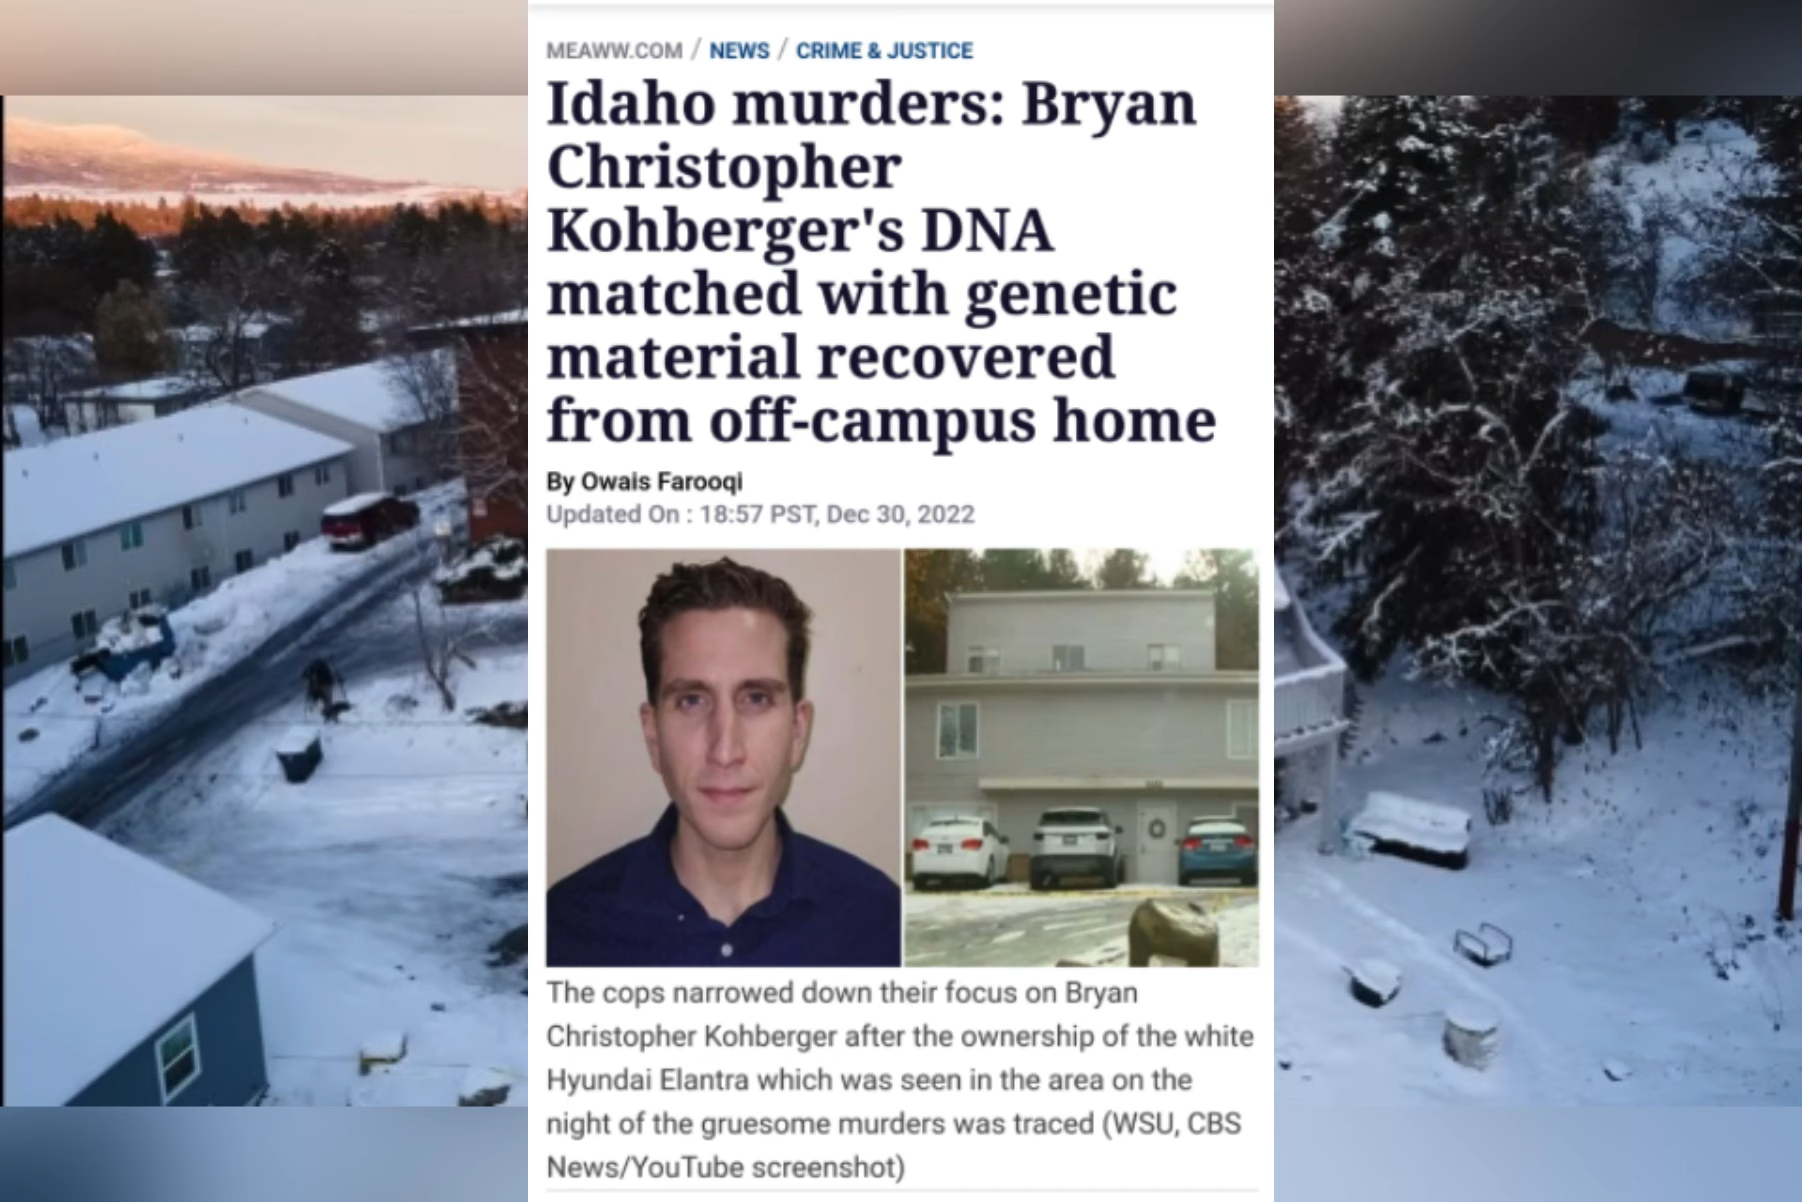 MEAWW.COM / NEWS / CRIME & JUSTICE
Idaho murders: Bryan
Christopher
Kohberger's DNA
matched with genetic
material recovered
from off-campus home
By Owais Farooqi
Updated On : 18:57 PST, Dec 30, 2022
The cops narrowed down their focus on Bryan
Christopher Kohberger after the ownership of the white
Hyundai Elantra which was seen in the area on the
night of the gruesome murders was traced (WSU, CBS
News/YouTube screenshot)